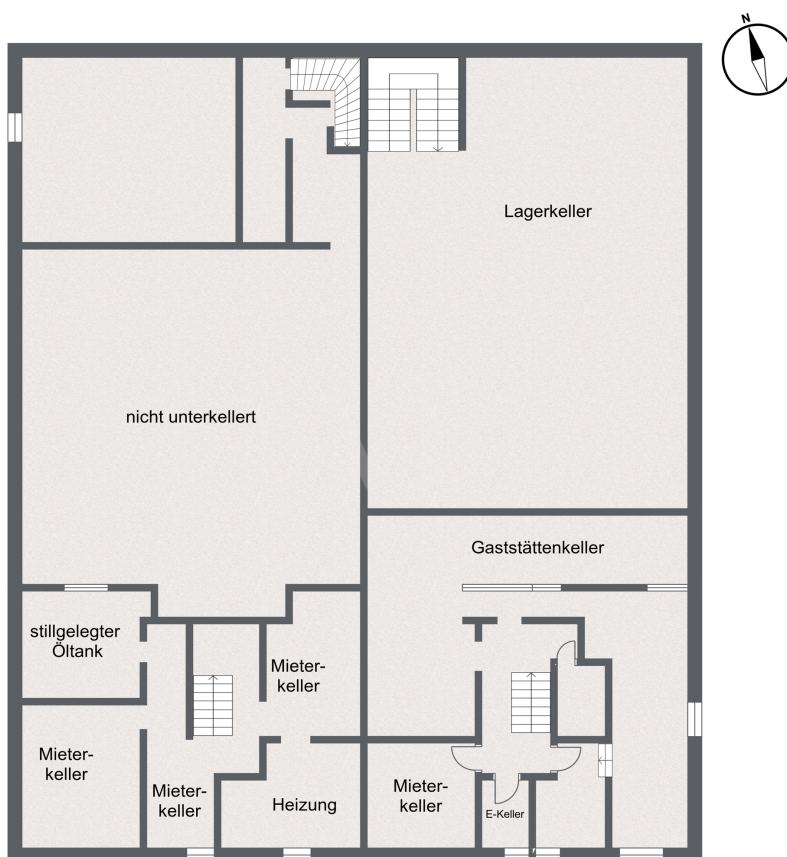 N
Lagerkeller
nicht unterkellert
Gaststättenkeller
stillgelegter
Öltank
Mieter-
keller
Mieter-
keller
Mieter-
keller
Heizung
Mieter-
keller
E-Keller